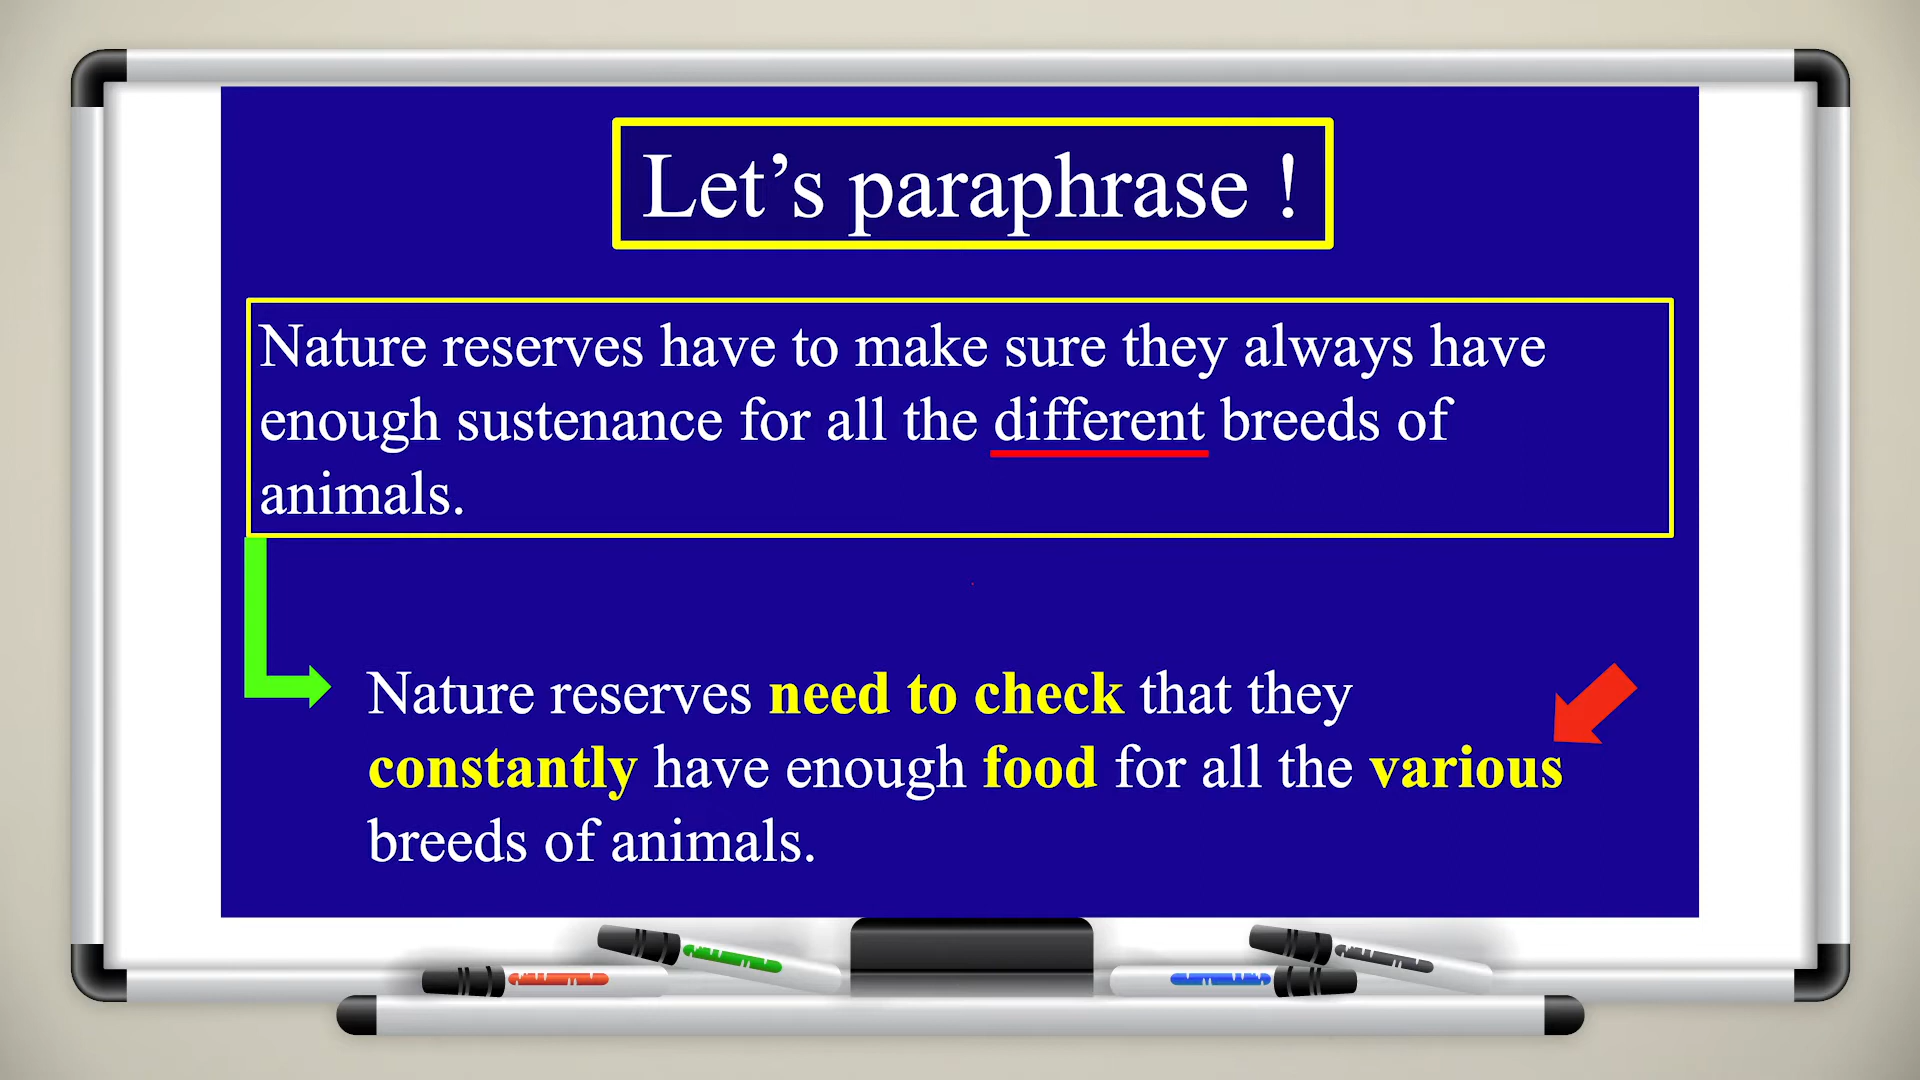 Let’s paraphrase !
Nature reserves have to make sure they always have
enough sustenance for all the different breeds of
animals.
Nature reserves need to check that they
constantly have enough food for all the various
breeds of animals.